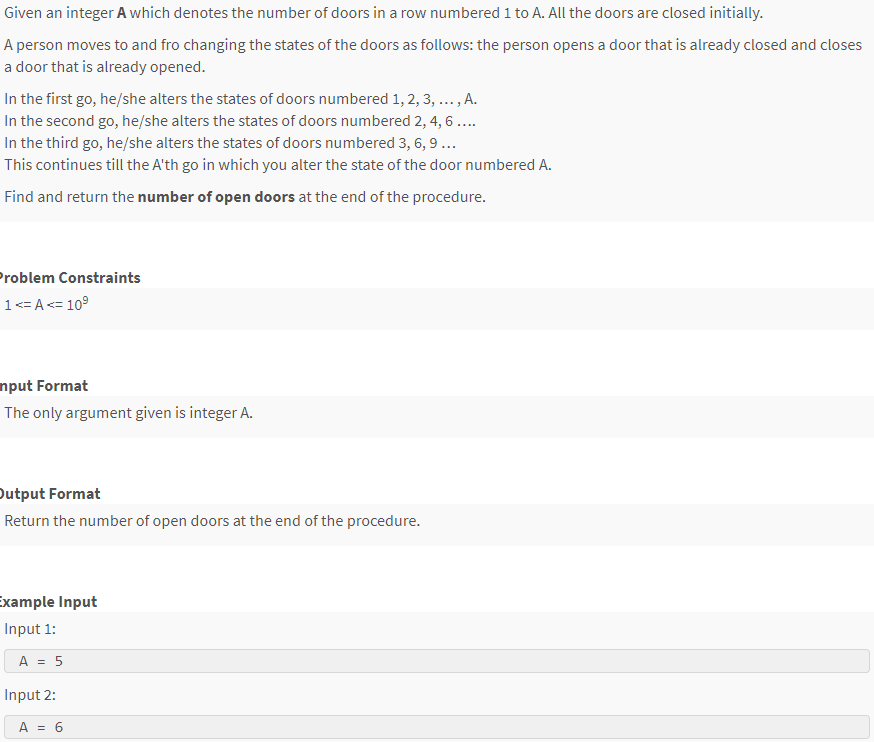 Given an integer A which denotes the number of doors in a row numbered 1 to A. All the doors are closed initially.
A person moves to and fro changing the states of the doors as follows: the person opens a door that is already closed and closes
a door that is already opened.
In the first go, he/she alters the states of doors numbered 1, 2, 3, … , A.
In the second go, he/she alters the states of doors numbered 2, 4, 6 ….
In the third go, he/she alters the states of doors numbered 3, 6, 9 …
This continues till the A'th go in which you alter the state of the door numbered A.
Find and return the number of open doors at the end of the procedure.
Problem Constraints
1 <= A <= 10⁹
nput Format
The only argument given is integer A.
Output Format
Return the number of open doors at the end of the procedure.
Example Input
Input 1:
A = 5
Input 2:
A = 6